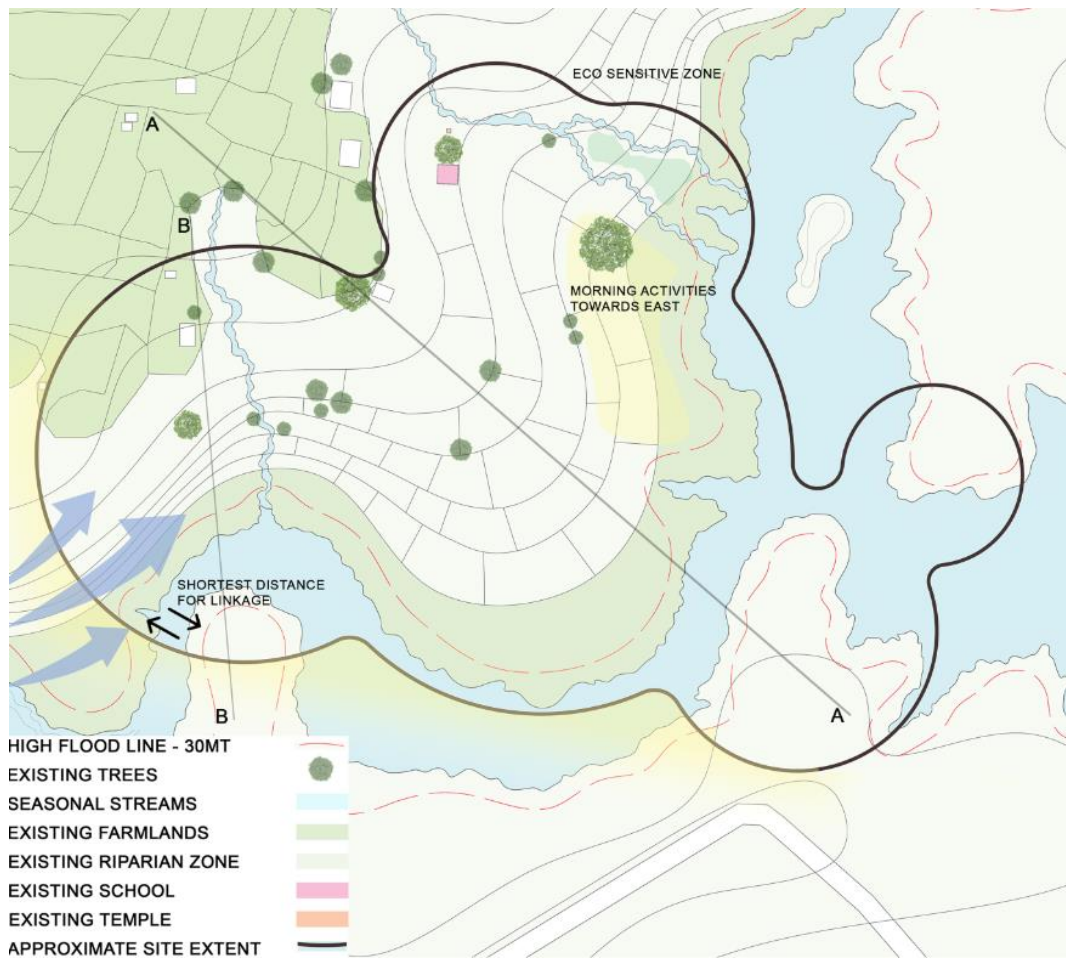 ECO SENSITIVE ZONE
A
B
MORNING ACTIVITIES
TOWARDS EAST
SHORTEST DISTANCE
FOR LINKAGE
B
A
HIGH FLOOD LINE - 30MT
EXISTING TREES
SEASONAL STREAMS
EXISTING FARMLANDS
EXISTING RIPARIAN ZONE
EXISTING SCHOOL
EXISTING TEMPLE
APPROXIMATE SITE EXTENT